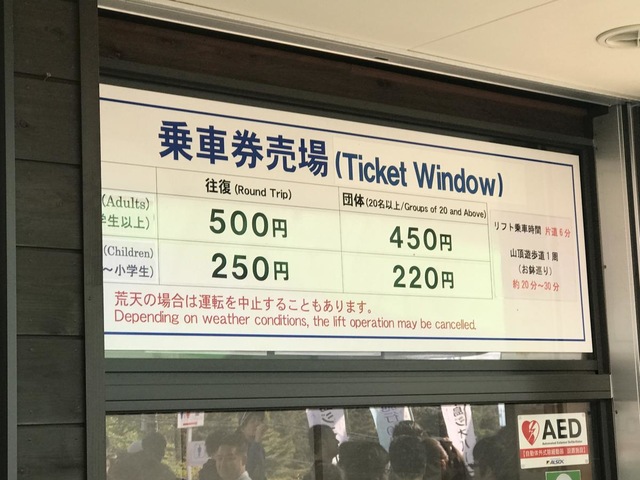 乗車券売場(Ticket Window)
往復(Round Trip)
団体(20名以上/Groups of 20 and Above)
(Adults)
学生以上)
500円
450円
(Children)
~小学生)
250円
220円
リフト乗車時間 片道6分
山頂遊歩道1周
(お鉢巡り)
約20分~30分
荒天の場合は運転を中止することもあります。
Depending on weather conditions, the lift operation may be cancelled.
AED
ALSOK